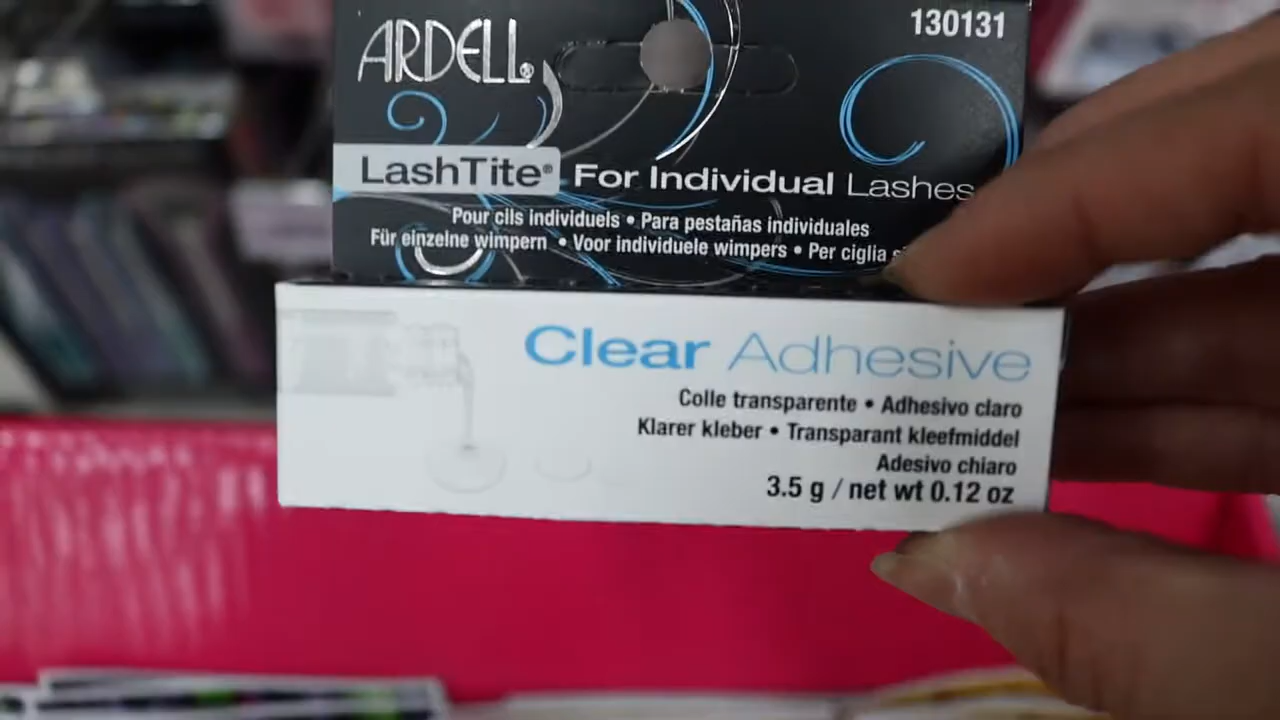 ARDELL®
130131
LashTite® For Individual Lashes
Pour cils individuels • Para pestañas individuales
Für einzelne wimpern • Voor individuele wimpers • Per ciglia
Clear Adhesive
Colle transparente • Adhesivo claro
Klarer kleber • Transparant kleefmiddel
Adesivo chiaro
3.5 g / net wt 0.12 oz